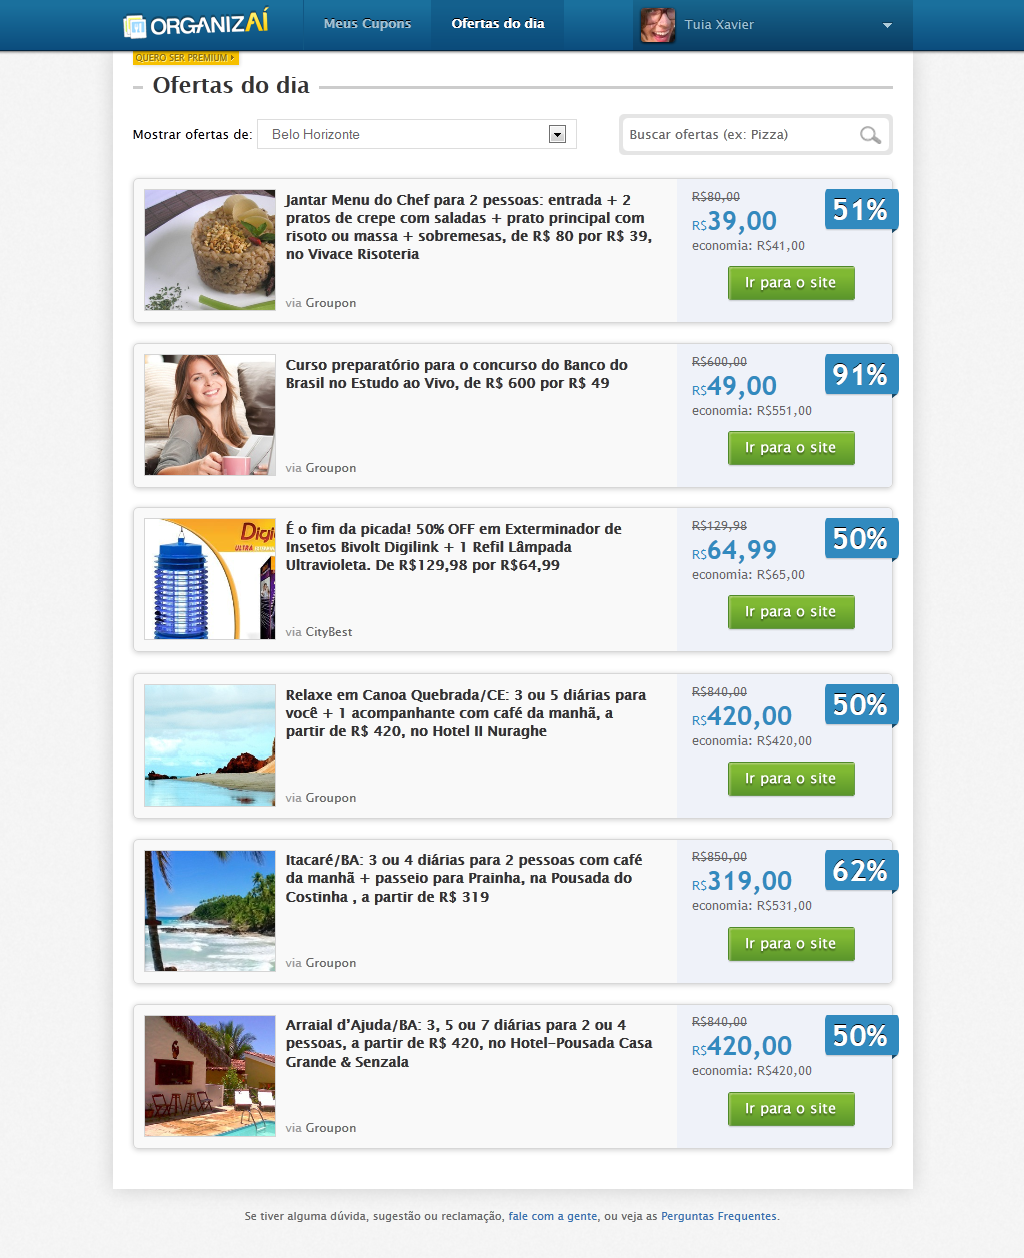 ORGANIZAÍ
Meus Cupons
Ofertas do dia
Tuia Xavier
QUERO SER PREMIUM
Ofertas do dia
Mostrar ofertas de:
Belo Horizonte
Buscar ofertas (ex: Pizza)
Jantar Menu do Chef para 2 pessoas: entrada + 2
pratos de crepe com saladas + prato principal com
risoto ou massa + sobremesas, de R$ 80 por R$ 39,
no Vivace Risoteria
via Groupon
R$80,00
R$39,00
economia: R$41,00
51%
Ir para o site
Curso preparatório para o concurso do Banco do
Brasil no Estudo ao Vivo, de R$ 600 por R$ 49
via Groupon
R$600,00
R$49,00
economia: R$551,00
91%
Ir para o site
Digi
ULTRA
É o fim da picada! 50% OFF em Exterminador de
Insetos Bivolt Digilink + 1 Refil Lâmpada
Ultravioleta. De R$129,98 por R$64,99
via CityBest
R$129,98
R$64,99
economia: R$65,00
50%
Ir para o site
Relaxe em Canoa Quebrada/CE: 3 ou 5 diárias para
você + 1 acompanhante com café da manhã, a
partir de R$ 420, no Hotel Il Nuraghe
via Groupon
R$840,00
R$420,00
economia: R$420,00
50%
Ir para o site
Itacaré/BA: 3 ou 4 diárias para 2 pessoas com café
da manhã + passeio para Prainha, na Pousada do
Costinha , a partir de R$ 319
via Groupon
R$850,00
R$319,00
economia: R$531,00
62%
Ir para o site
Arraial d’Ajuda/BA: 3, 5 ou 7 diárias para 2 ou 4
pessoas, a partir de R$ 420, no Hotel-Pousada Casa
Grande & Senzala
via Groupon
R$840,00
R$420,00
economia: R$420,00
50%
Ir para o site
Se tiver alguma dúvida, sugestão ou reclamação, fale com a gente, ou veja as Perguntas Frequentes.